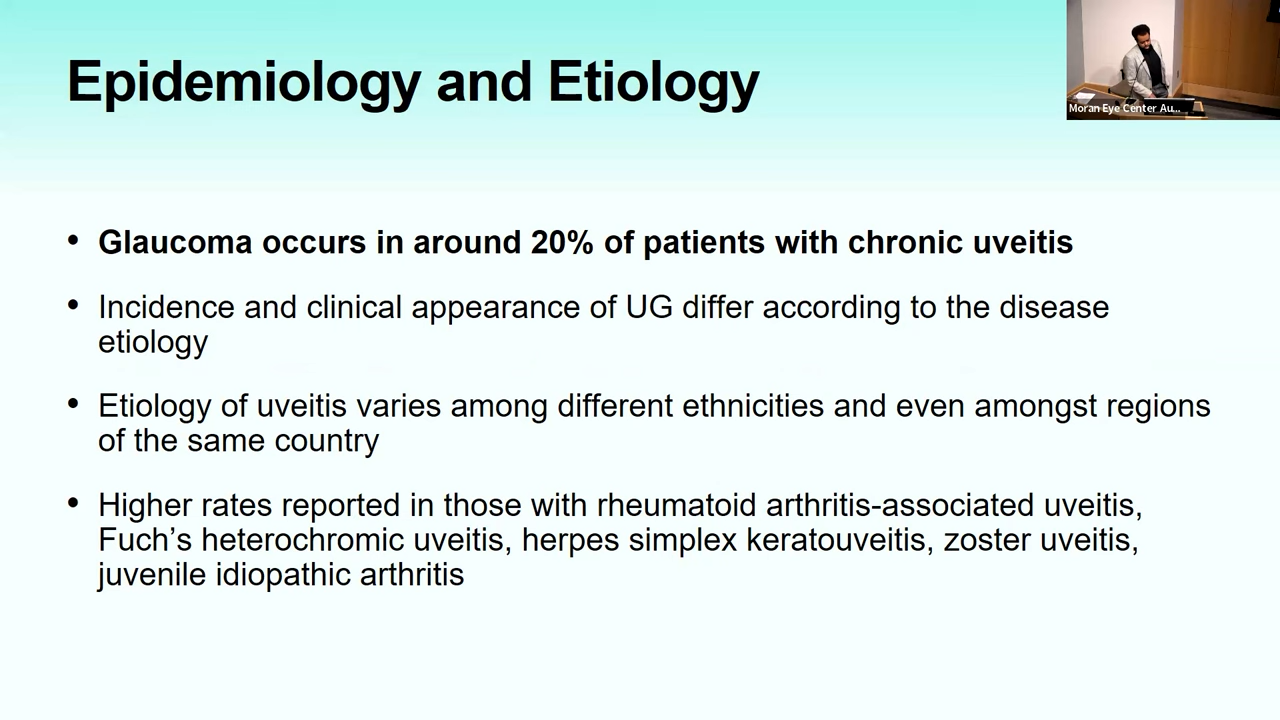 Epidemiology and Etiology
Moran Eye Center Au...
• Glaucoma occurs in around 20% of patients with chronic uveitis
• Incidence and clinical appearance of UG differ according to the disease
etiology
• Etiology of uveitis varies among different ethnicities and even amongst regions
of the same country
• Higher rates reported in those with rheumatoid arthritis-associated uveitis,
Fuch’s heterochromic uveitis, herpes simplex keratouveitis, zoster uveitis,
juvenile idiopathic arthritis